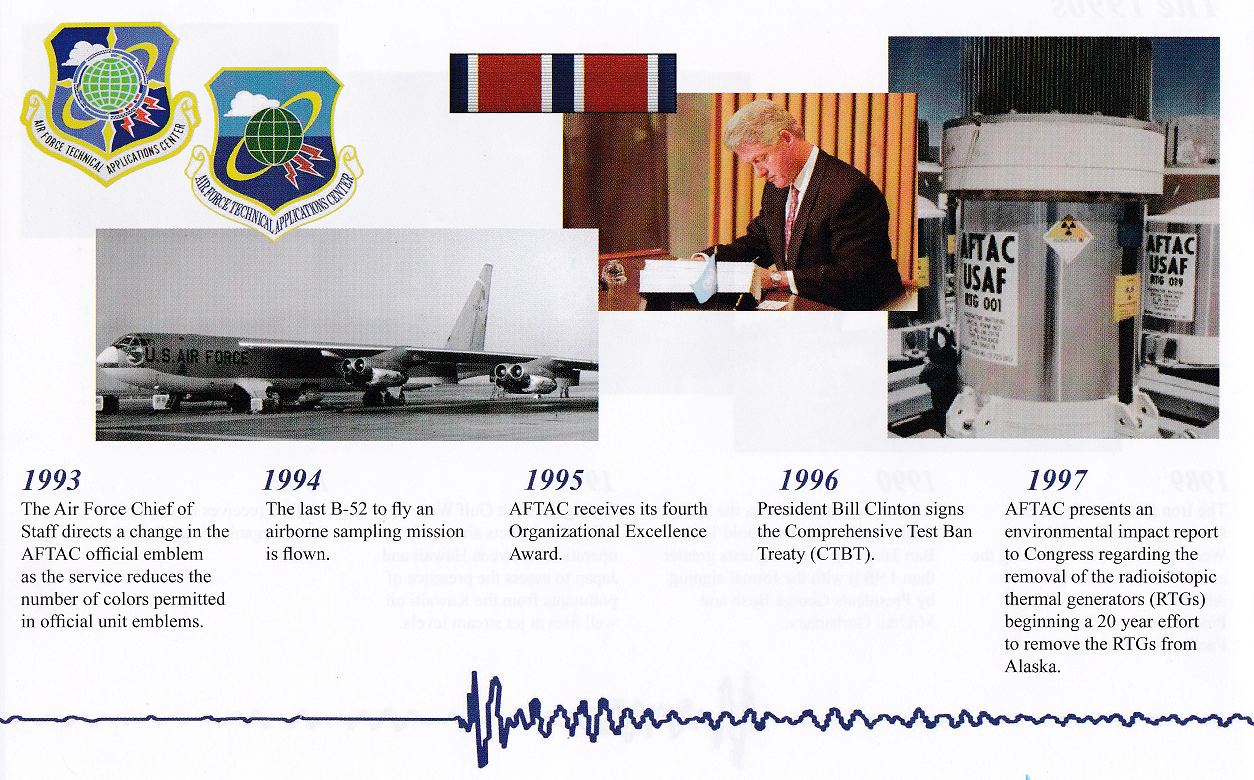 AIR FORCE TECHNICAL APPLICATIONS CENTER
AIR FORCE TECHNICAL APPLICATIONS CENTER
U.S. AIR FORCE
AFTAC
USAF
RTG 001
AFTAC
USAF
RTG 019
1993
The Air Force Chief of
Staff directs a change in the
AFTAC official emblem
as the service reduces the
number of colors permitted
in official unit emblems.
1994
The last B-52 to fly an
airborne sampling mission
is flown.
1995
AFTAC receives its fourth
Organizational Excellence
Award.
1996
President Bill Clinton signs
the Comprehensive Test Ban
Treaty (CTBT).
1997
AFTAC presents an
environmental impact report
to Congress regarding the
removal of the radioisotopic
thermal generators (RTGs)
beginning a 20 year effort
to remove the RTGs from
Alaska.